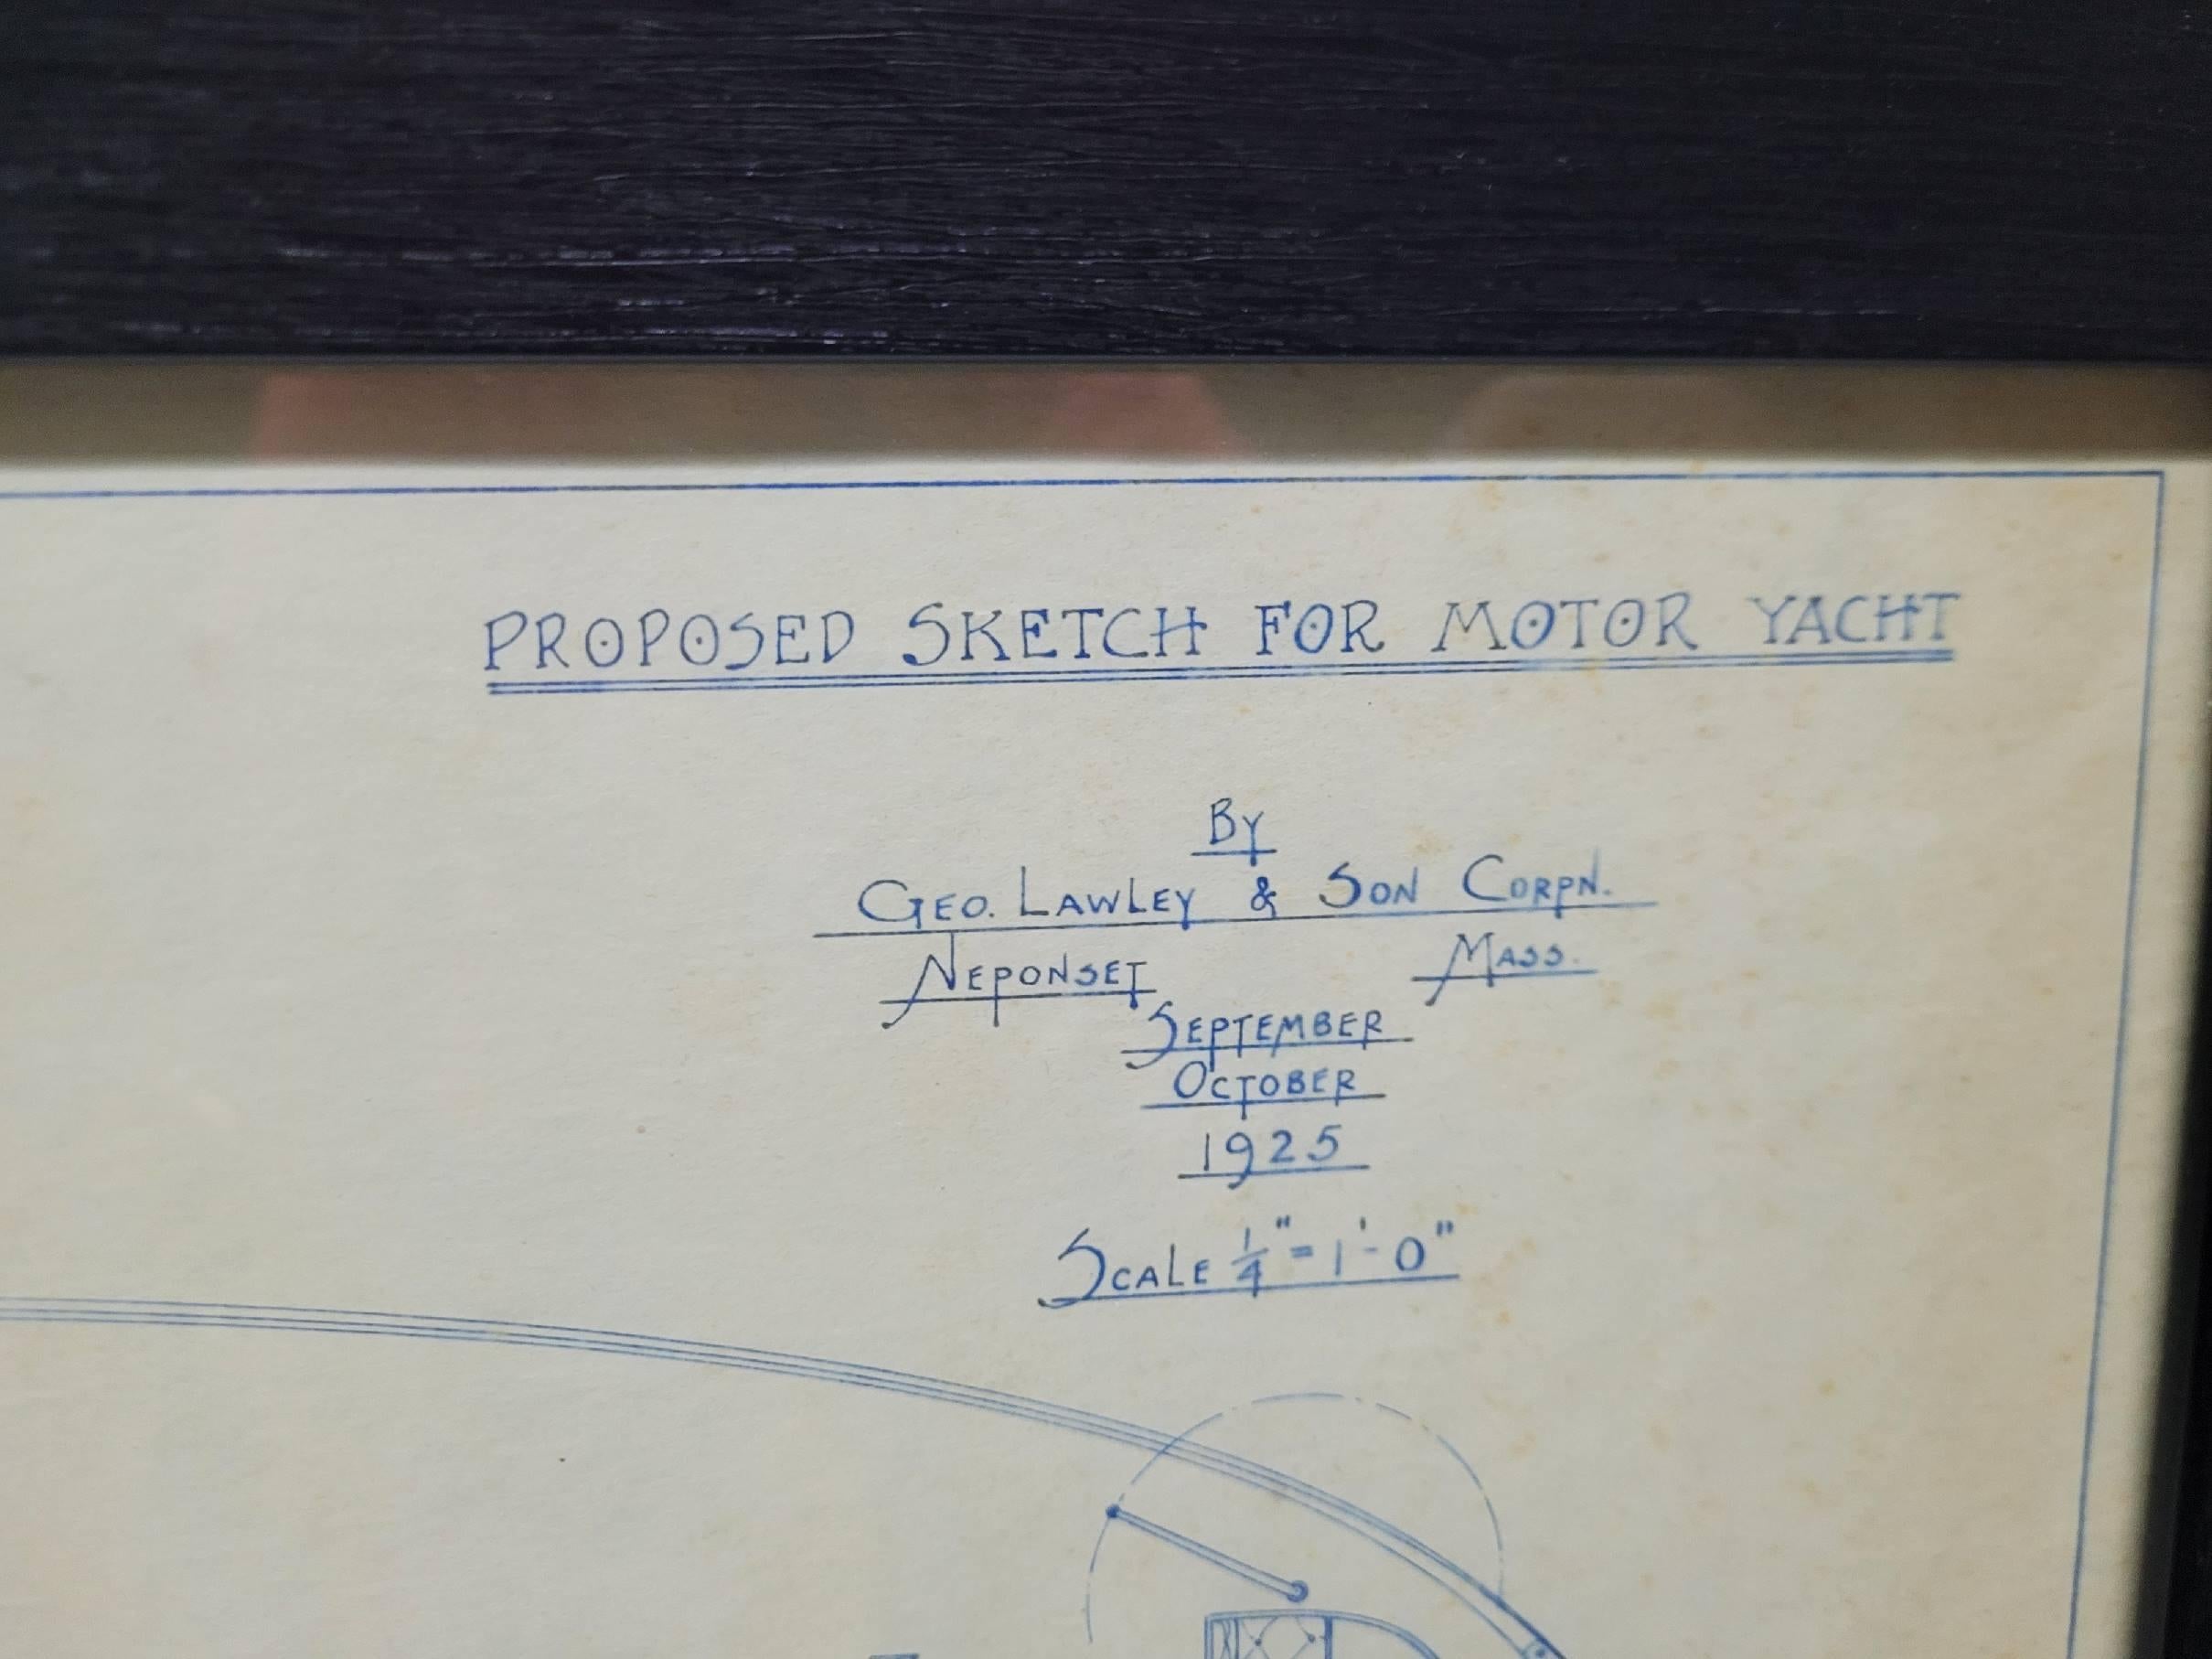 PROPOSED SKETCH FOR MOTOR YACHT
By
GEO. LAWLEY & SON CORPN.
NEPONSET MASS.
SEPTEMBER
OCTOBER
1925
SCALE 1/4" = 1'-0"